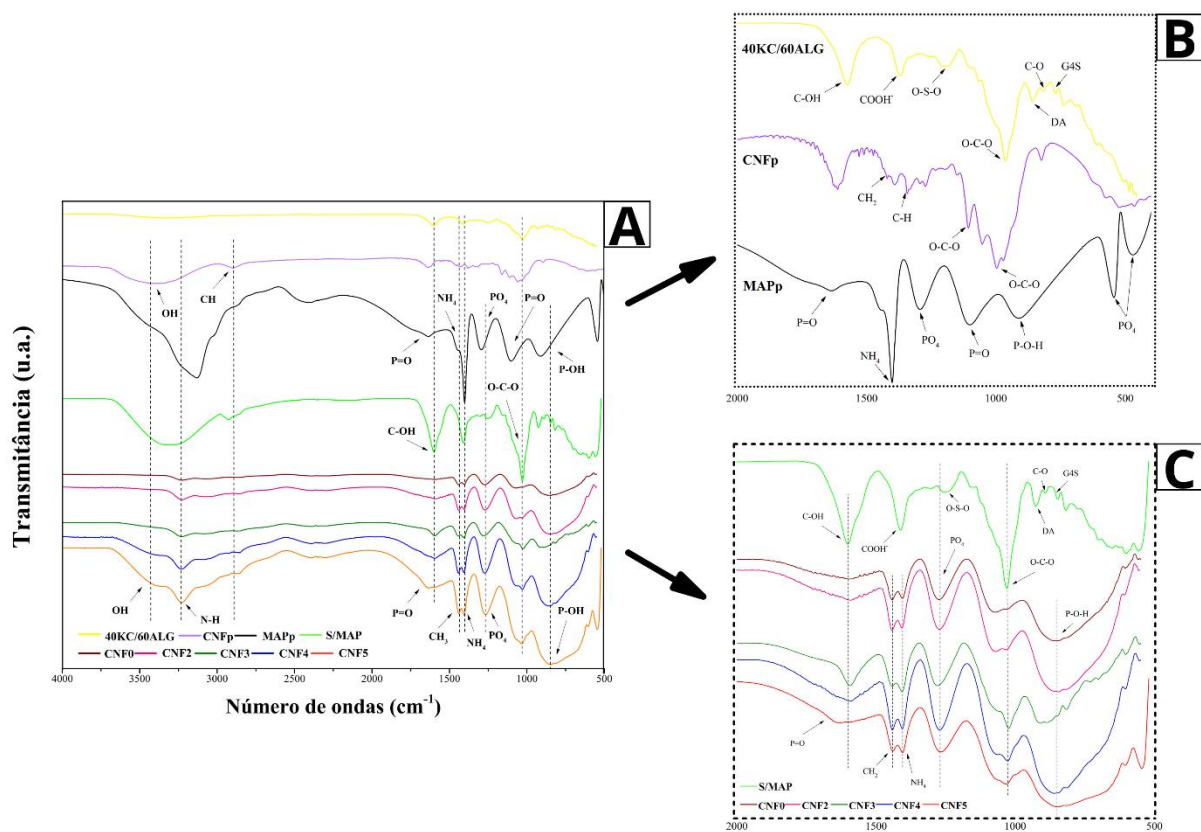 A
Transmitância (u.a.)
OH
CH
P=O
NH4
PO4
P=O
P-OH
C-OH
O-C-O
OH
N-H
P=O
CH3
NH4
PO4
P-OH
40KC/60ALG CNFp MAPp S/MAP
CNF0 CNF2 CNF3 CNF4 CNF5
4000 3500 3000 2500 2000 1500 1000 500
Número de ondas (cm-1)
B
40KC/60ALG
C-OH
COOH-
O-S-O
C-O
G4S
DA
O-C-O
CNFp
CH2
C-H
O-C-O
O-C-O
MAPp
P=O
NH4
PO4
P=O
P-O-H
PO4
2000 1500 1000 500
C
C-OH
COOH-
O-S-O
C-O
G4S
DA
PO4
O-C-O
P-O-H
P=O
CH2
NH4
S/MAP
CNF0 CNF2 CNF3 CNF4 CNF5
2000 1500 1000 500